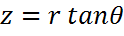 z = r tanθ